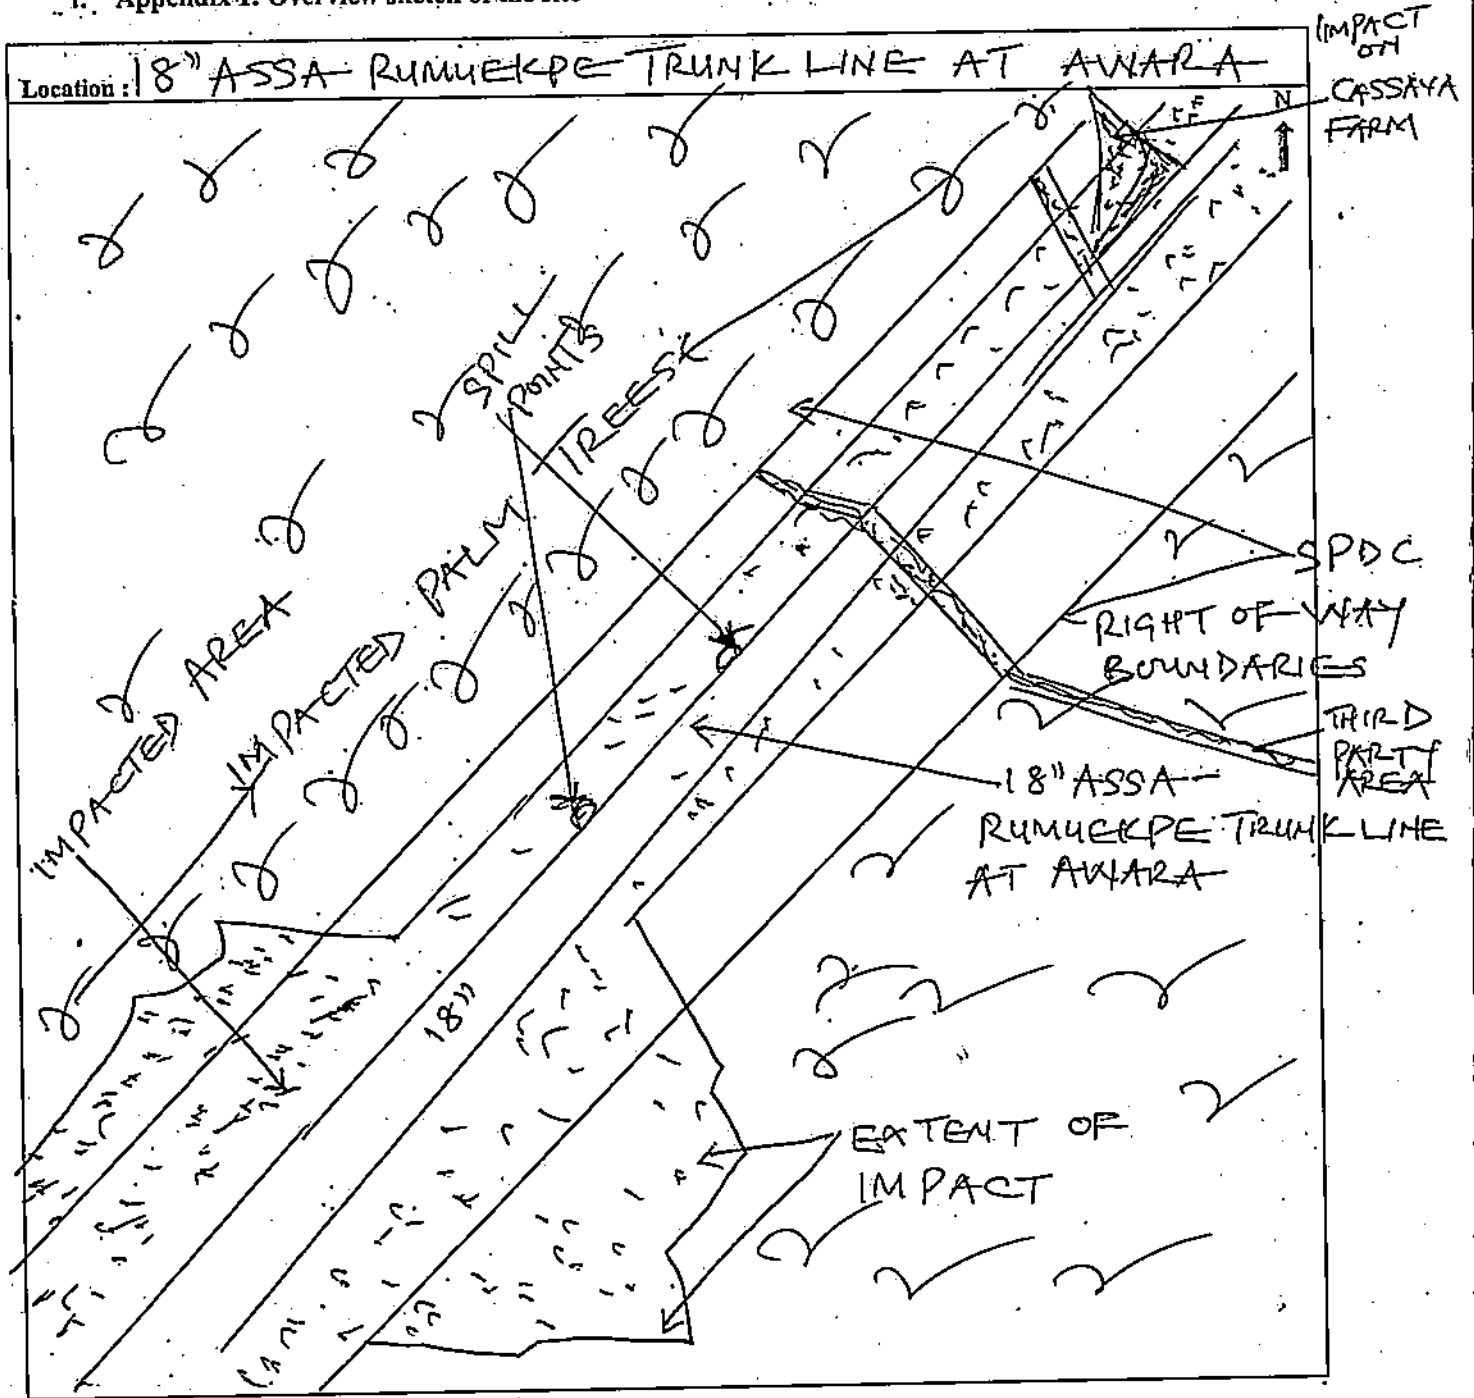 1. Appendix 1: Overview sketch of the site
Location : 18" ASSA RUMUEKPE TRUNK LINE AT AWARA
IMPACT
ON
CASSAVA
FARM
N
SPILL
POINTS
IMPACTED PALM TREES
IMPACTED AREA
SPDC
RIGHT OF WAY
BOUNDARIES
THIRD
PARTY
AREA
18" ASSA
RUMUEKPE TRUNK LINE
AT AWARA
18"
EXTENT OF
IMPACT